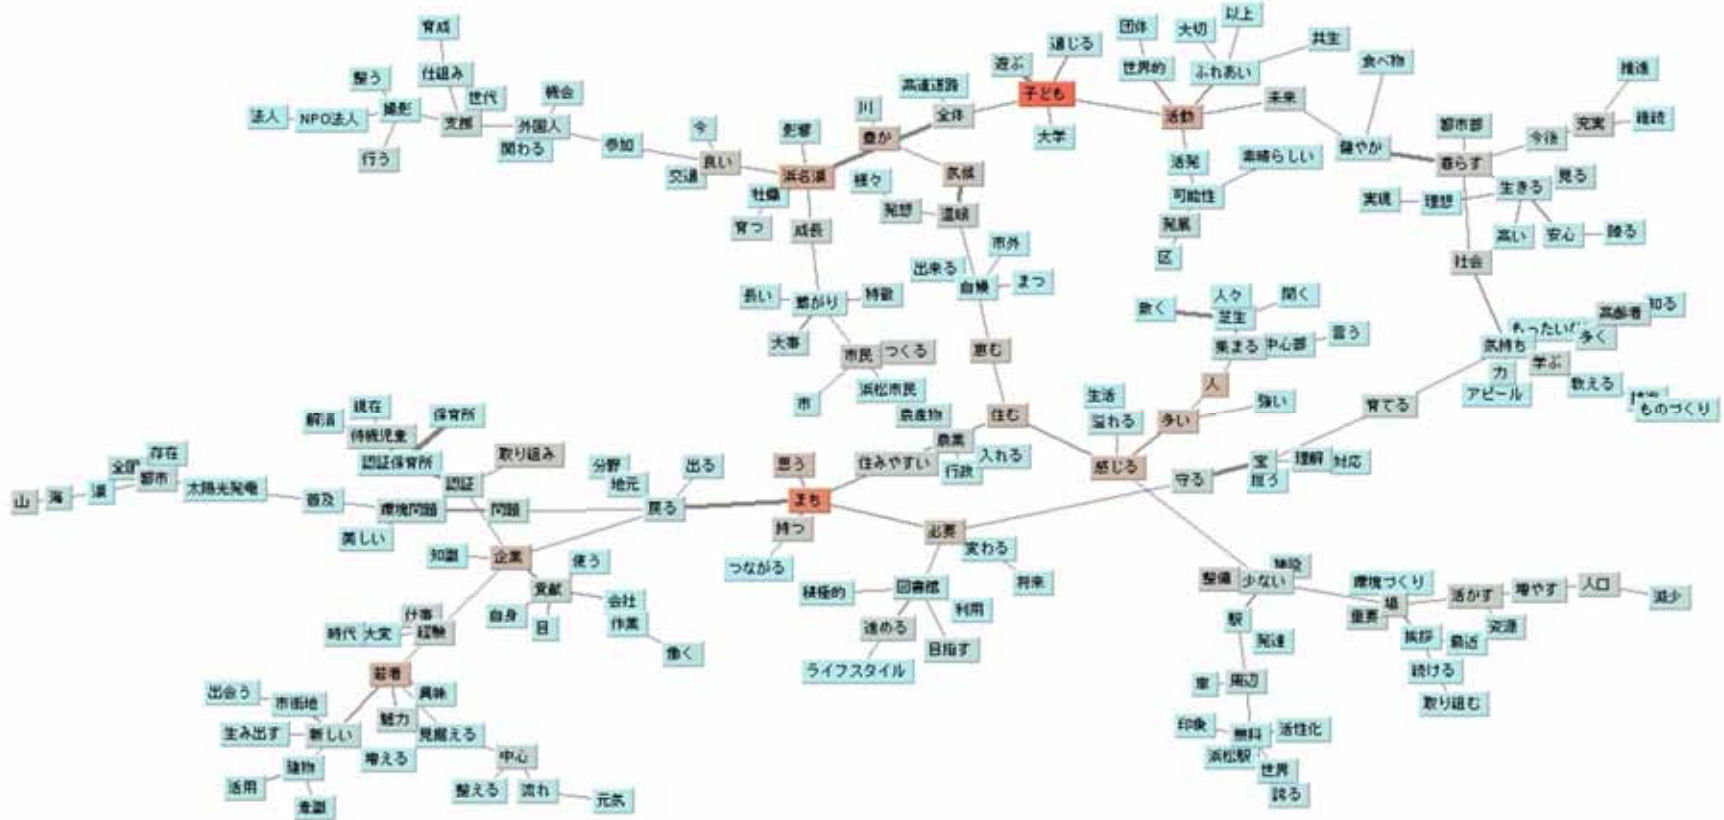 育成
仕組み
整う
世代
機会
法人
NPO法人
撮影
支援
外国人
行う
関わる
参加
今
良い
交通
影響
浜名湖
牡蠣
育つ
成長
川
豊か
様々
高速道路
全体
遊ぶ
通じる
子ども
大学
気候
発想
温暖
市外
出来る
自慢
まつ
長い
繋がり
特徴
大事
市民
つくる
市
浜松市民
恵む
団体
大切
以上
共生
世界的
ふれあい
食べ物
活動
未来
活発
素晴らしい
可能性
発展
区
健やか
都市部
暮らす
今後
充実
推進
継続
実現
理想
生きる
見る
高い
安心
誇る
社会
人々
聞く
敷く
芝生
集まる
中心部
言う
人
高齢者
知る
多く
気持ち
学ぶ
力
アピール
教える
ものづくり
育てる
生活
溢れる
多い
強い
感じる
守る
宝
理解
対応
担う
農産物
住む
農業
住みやすい
行政
入れる
思う
まち
持つ
つながる
必要
変わる
将来
積極的
図書館
利用
進める
目指す
ライフスタイル
分野
地元
出る
戻る
現在
解消
保育所
待機児童
認証保育所
取り組み
認証
存在
全国
都市
山
海
湖
太陽光発電
普及
環境問題
問題
美しい
知識
企業
使う
貢献
自身
目
会社
作業
働く
仕事
時代
大変
経験
若者
興味
魅力
見据える
出会う
市街地
生み出す
新しい
増える
建物
活用
意識
中心
整える
流れ
元気
整備
少ない
施設
駅
発達
車
周辺
印象
無料
活性化
浜松駅
世界
誇る
環境づくり
場
重要
活かす
増やす
人口
減少
資源
挨拶
最近
続ける
取り組む